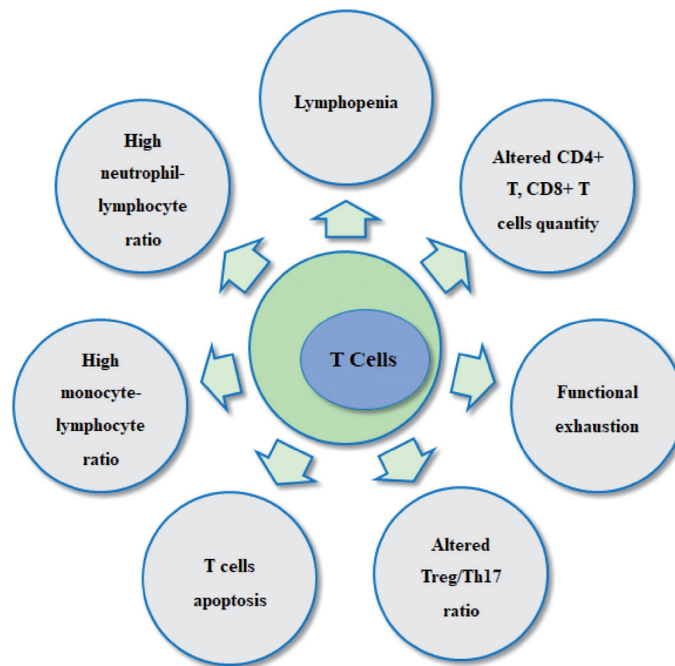 Lymphopenia
High
neutrophil-
lymphocyte
ratio
Altered CD4+
T, CD8+ T
cells quantity
T Cells
High
monocyte-
lymphocyte
ratio
Functional
exhaustion
T cells
apoptosis
Altered
Treg/Th17
ratio